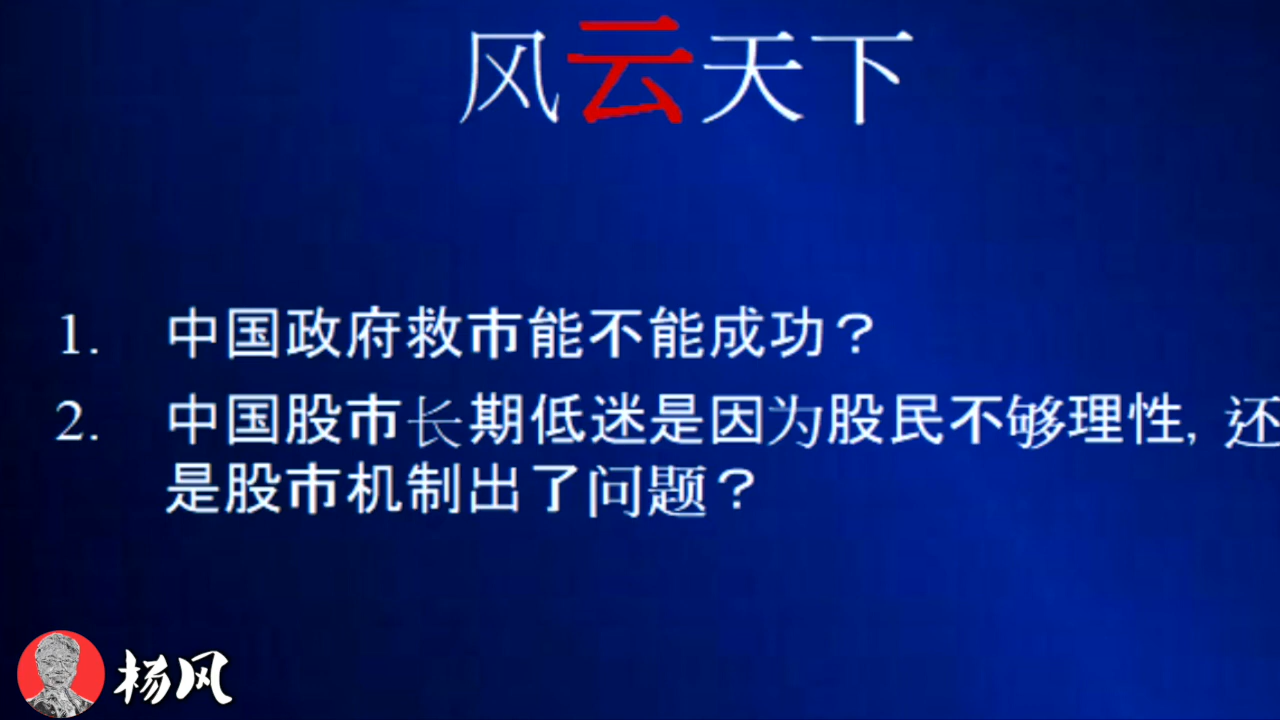 风云天下
1. 中国政府救市能不能成功？
2. 中国股市长期低迷是因为股民不够理性, 还
是股市机制出了问题？
杨风